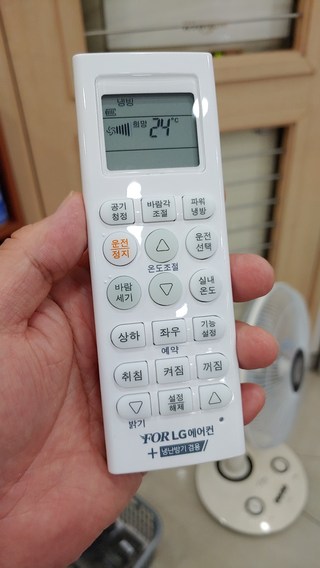 냉방
희망 24°C
공기 청정
바람각 조절
파워 냉방
운전 정지
운전 선택
온도조절
바람 세기
실내 온도
상하
좌우
기능 설정
예약
취침
켜짐
꺼짐
설정 해제
밝기
FOR LG 에어컨
+ 냉난방기 겸용